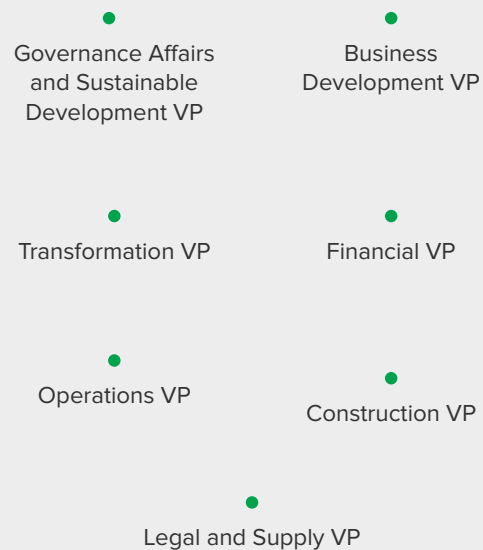 Governance Affairs
and Sustainable
Development VP
Business
Development VP
Transformation VP
Financial VP
Operations VP
Construction VP
Legal and Supply VP